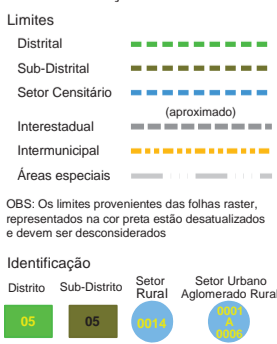 Limites
Distrital
Sub-Distrital
Setor Censitário
(aproximado)
Interestadual
Intermunicipal
Áreas especiais
OBS: Os limites provenientes das folhas raster,
representados na cor preta estão desatualizados
e devem ser desconsiderados
Identificação
Distrito
Sub-Distrito
Setor
Rural
Setor Urbano
Aglomerado Rural
05
05
0014
0001
A
0006